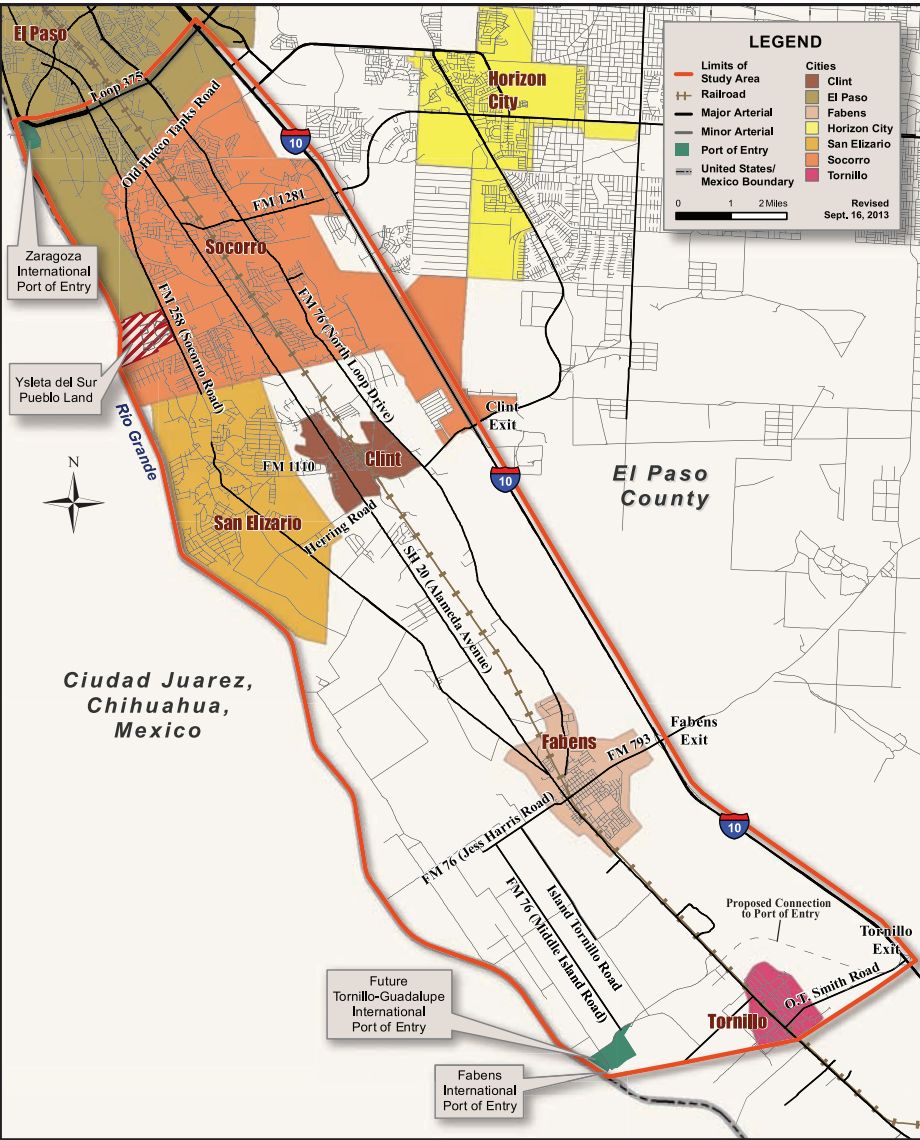 El Paso
Loop 375
Old Hueco Tanks Road
Horizon
City
10
FM 1281
Socorro
Zaragoza
International
Port of Entry
FM 258 (Socorro Road)
FM 76 (North Loop Drive)
Ysleta del Sur
Pueblo Land
Rio Grande
Clint
Exit
FM 1110
Clint
10
El Paso
County
N
San Elizario
Herring Road
SH 20 (Alameda Avenue)
Ciudad Juarez,
Chihuahua,
Mexico
Fabens
FM 793
Fabens
Exit
10
FM 76 (Jess Harris Road)
FM 76 (Middle Island Road)
Island Tornillo Road
Proposed Connection
to Port of Entry
Tornillo
Exit
O.T. Smith Road
Tornillo
Future
Tornillo-Guadalupe
International
Port of Entry
Fabens
International
Port of Entry
LEGEND
Limits of
Study Area
Railroad
Major Arterial
Minor Arterial
Port of Entry
United States/
Mexico Boundary
Cities
Clint
El Paso
Fabens
Horizon City
San Elizario
Socorro
Tornillo
0 1 2 Miles
Revised
Sept. 16, 2013